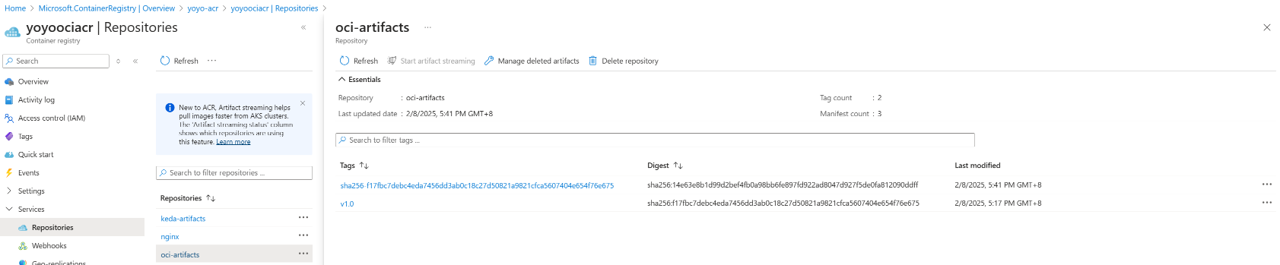 Home > Microsoft.ContainerRegistry | Overview > yoyo-acr > yoyoociacr | Repositories >
yoyoociacr | Repositories
Container registry
Search
Overview
Activity log
Access control (IAM)
Tags
Quick start
Events
Settings
Services
Repositories
Webhooks
Geo-replications
Refresh
New to ACR, Artifact streaming helps
pull images faster from AKS clusters.
The 'Artifact streaming status' column
shows which repositories are using
this feature. Learn more
Search to filter repositories ...
Repositories
keda-artifacts
nginx
oci-artifacts
oci-artifacts
Repository
Refresh Start artifact streaming Manage deleted artifacts Delete repository
Essentials
Repository : oci-artifacts Tag count : 2
Last updated date : 2/8/2025, 5:41 PM GMT+8 Manifest count : 3
Search to filter tags ...
Tags Digest Last modified
sha256-f17fbc7debc4eda7456dd3ab0c18c27d50821a9821cfca5607404e654f76e675 sha256:14e63e8b1d99d2bef4fb0a98bb6fe897fd922ad8047d927f5de0fa812090ddff 2/8/2025, 5:41 PM GMT+8
v1.0 sha256:f17fbc7debc4eda7456dd3ab0c18c27d50821a9821cfca5607404e654f76e675 2/8/2025, 5:17 PM GMT+8